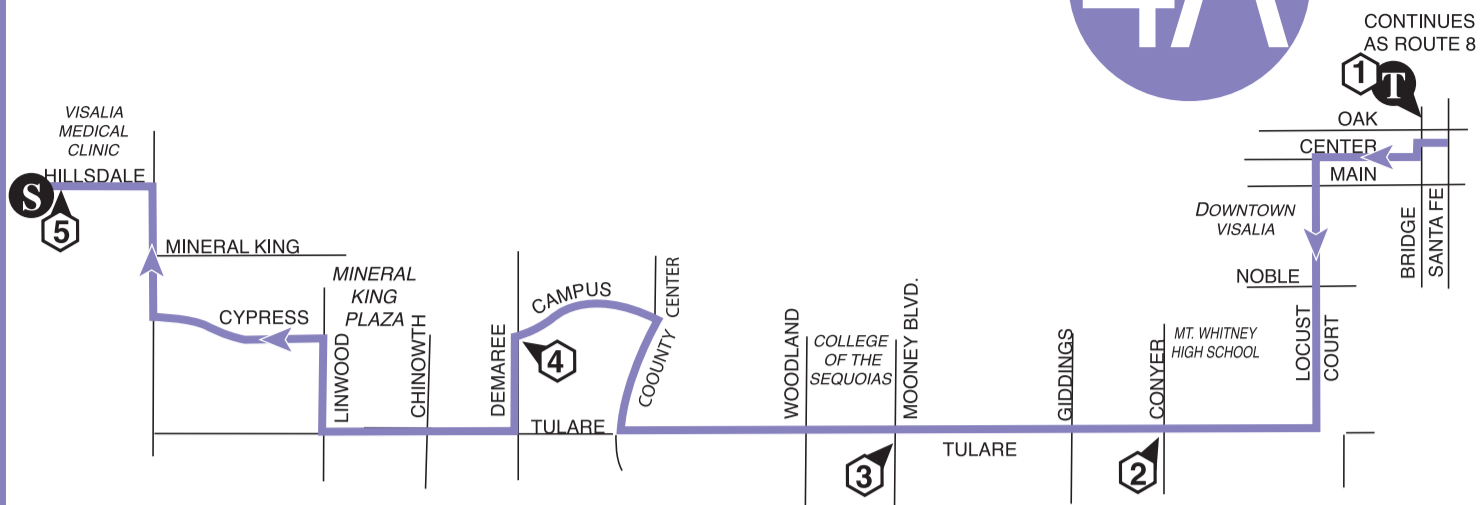 4A
CONTINUES
AS ROUTE 8
1
T
OAK
CENTER
MAIN
VISALIA
MEDICAL
CLINIC
HILLSDALE
S
5
DOWNTOWN
VISALIA
BRIDGE
SANTA FE
MINERAL KING
MINERAL
KING
PLAZA
NOBLE
CYPRESS
CAMPUS
COOUNTY CENTER
LINWOOD
CHINOWTH
DEMAREE
4
WOODLAND
COLLEGE
OF THE
SEQUOIAS
MOONEY BLVD.
GIDDINGS
CONYER
MT. WHITNEY
HIGH SCHOOL
LOCUST
COURT
TULARE
TULARE
3
2